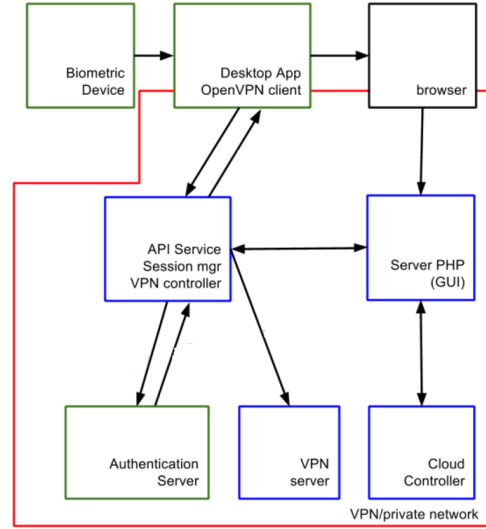 Biometric
Device
Desktop App
OpenVPN client
browser
API Service
Session mgr
VPN controller
Server PHP
(GUI)
Authentication
Server
VPN
server
Cloud
Controller
VPN/private network